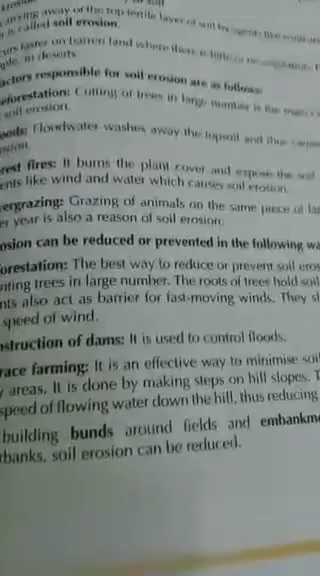 carrying away of the top fertile layer of soil by agents like
is called soil erosion.
faster on barren land where there is little or no vegetation,
in deserts.
actors responsible for soil erosion are as follows:
eforestation: Cutting of trees in large number is the
soil erosion.
oods: Floodwater washes away the topsoil and thus
rest fires: It burns the plant cover and expose the soil
ents like wind and water which causes soil erosion.
ergrazing: Grazing of animals on the same piece of la
er year is also a reason of soil erosion.
osion can be reduced or prevented in the following wa
orestation: The best way to reduce or prevent soil eros
nting trees in large number. The roots of trees hold soil
nts also act as barrier for fast-moving winds. They sl
speed of wind.
nstruction of dams: It is used to control floods.
race farming: It is an effective way to minimise soil
y areas. It is done by making steps on hill slopes. T
speed of flowing water down the hill, thus reducing
building bunds around fields and embankme
rbanks, soil erosion can be reduced.